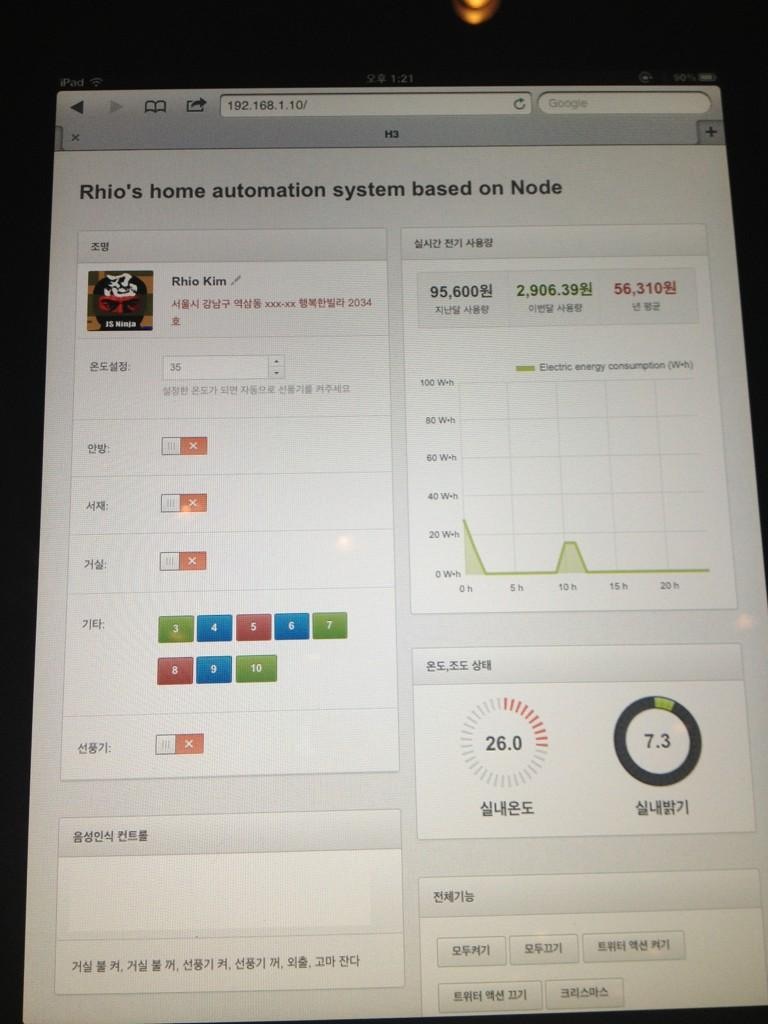 iPad 오후 1:21 90%
192.168.1.10/ Google
H3
Rhio's home automation system based on Node
조명
Rhio Kim
서울시 강남구 역삼동 xxx-xx 행복한빌라 2034
호
JS Ninja
온도설정: 35
설정한 온도가 되면 자동으로 선풍기를 켜주세요
안방:
서재:
거실:
기타: 3 4 5 6 7
8 9 10
선풍기:
음성인식 컨트롤
거실 불 켜, 거실 불 꺼, 선풍기 켜, 선풍기 꺼, 외출, 고마 잔다
실시간 전기 사용량
95,600원 2,906.39원 56,310원
지난달 사용량 이번달 사용량 년 평균
Electric energy consumption (W•h)
100 W•h
80 W•h
60 W•h
40 W•h
20 W•h
0 W•h
0 h 5 h 10 h 15 h 20 h
온도,조도 상태
26.0 7.3
실내온도 실내밝기
전체기능
모두켜기 모두끄기 트위터 액션 켜기
트위터 액션 끄기 크리스마스